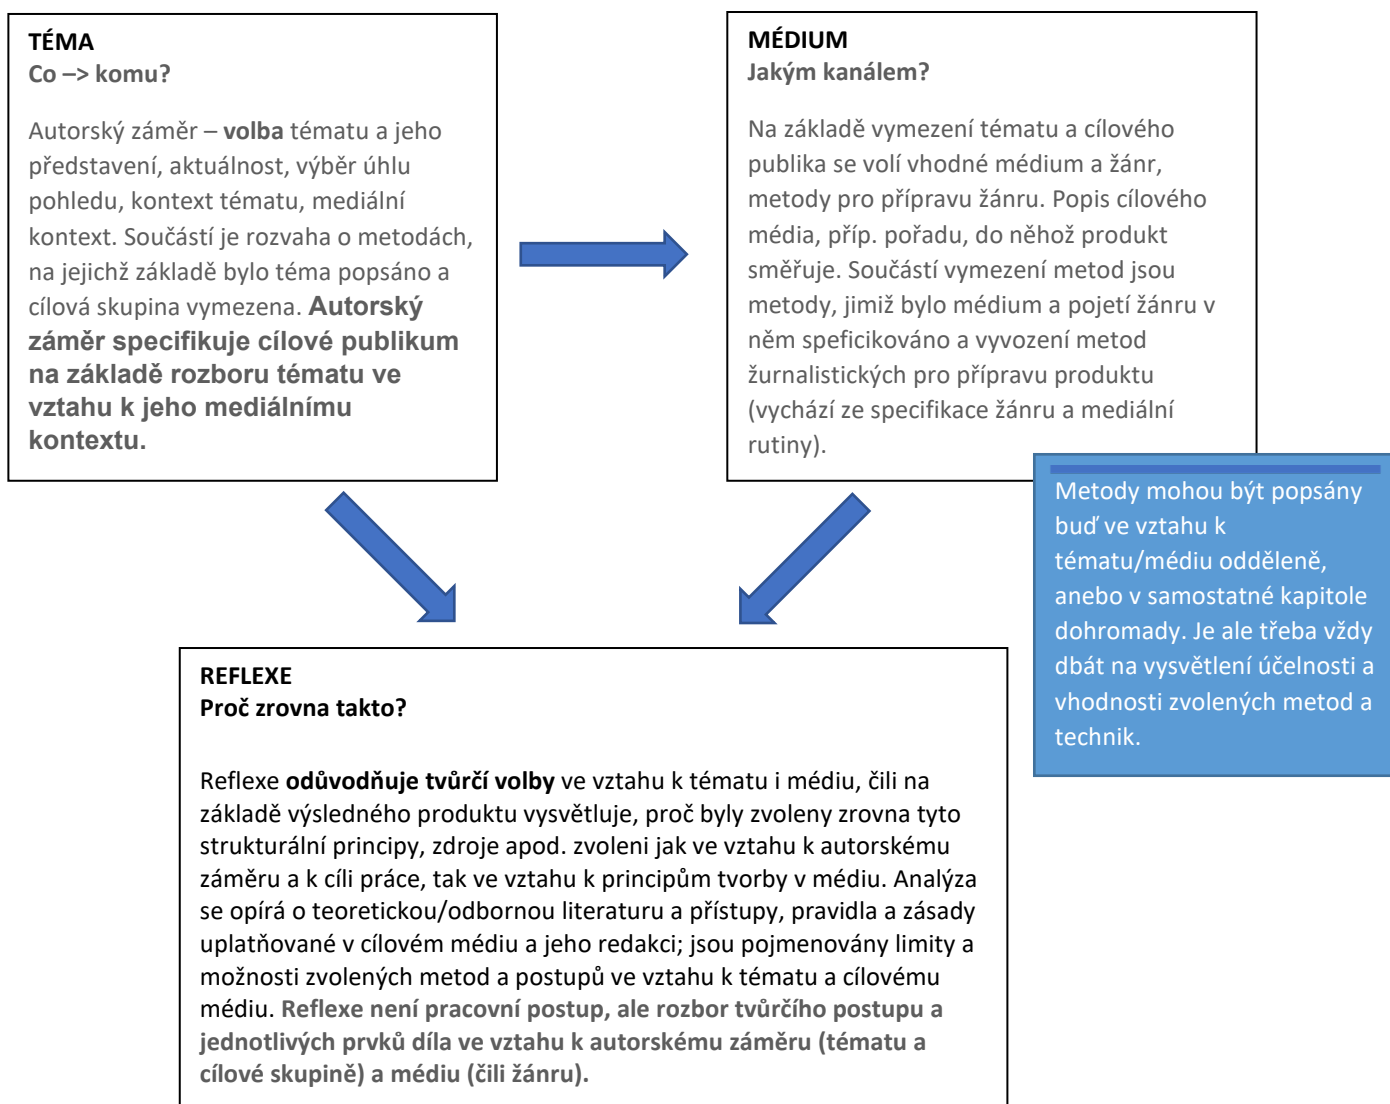 TÉMA
Co –> komu?
Autorský záměr – volba tématu a jeho
představení, aktuálnost, výběr úhlu
pohledu, kontext tématu, mediální
kontext. Součástí je rozvaha o metodách,
na jejichž základě bylo téma popsáno a
cílová skupina vymezena. Autorský
záměr specifikuje cílové publikum
na základě rozboru tématu ve
vztahu k jeho mediálnímu
kontextu.
MÉDIUM
Jakým kanálem?
Na základě vymezení tématu a cílového
publika se volí vhodné médium a žánr,
metody pro přípravu žánru. Popis cílového
média, příp. pořadu, do něhož produkt
směřuje. Součástí vymezení metod jsou
metody, jimiž bylo médium a pojetí žánru v
něm speficikováno a vyvození metod
žurnalistických pro přípravu produktu
(vychází ze specifikace žánru a mediální
rutiny).
Metody mohou být popsány
buď ve vztahu k
tématu/médiu odděleně,
anebo v samostatné kapitole
dohromady. Je ale třeba vždy
dbát na vysvětlení účelnosti a
vhodnosti zvolených metod a
technik.
REFLEXE
Proč zrovna takto?
Reflexe odůvodňuje tvůrčí volby ve vztahu k tématu i médiu, čili na
základě výsledného produktu vysvětluje, proč byly zvoleny zrovna tyto
strukturální principy, zdroje apod. zvoleni jak ve vztahu k autorskému
záměru a k cíli práce, tak ve vztahu k principům tvorby v médiu. Analýza
se opírá o teoretickou/odbornou literaturu a přístupy, pravidla a zásady
uplatňované v cílovém médiu a jeho redakci; jsou pojmenovány limity a
možnosti zvolených metod a postupů ve vztahu k tématu a cílovému
médiu. Reflexe není pracovní postup, ale rozbor tvůrčího postupu a
jednotlivých prvků díla ve vztahu k autorskému záměru (tématu a
cílové skupině) a médiu (čili žánru).